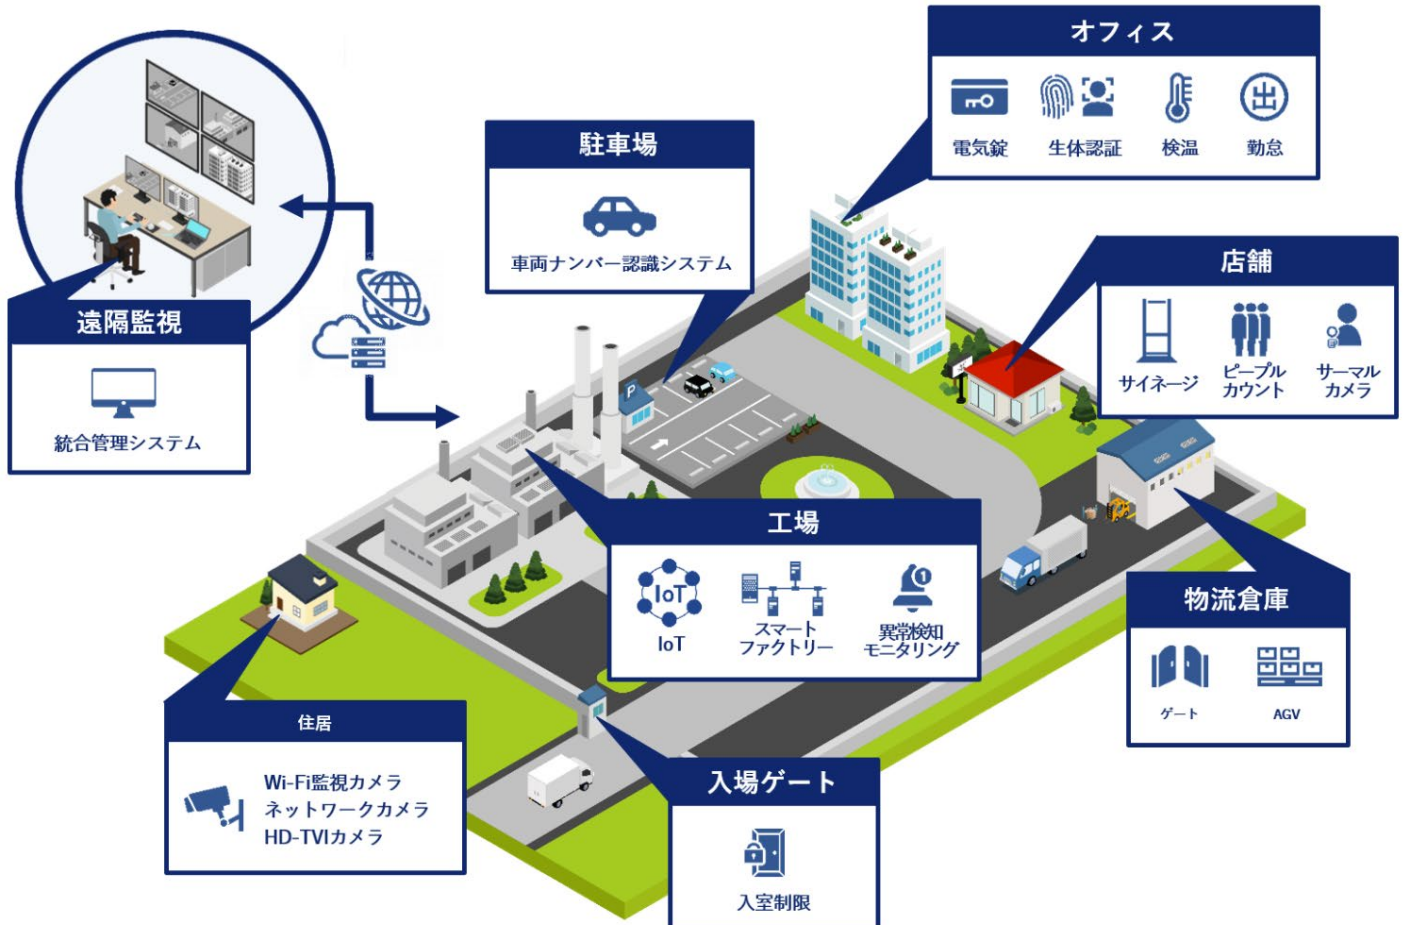 オフィス
電気錠
生体認証
検温
出
勤怠
駐車場
車両ナンバー認識システム
店舗
サイネージ
ピープル
カウント
サーマル
カメラ
遠隔監視
統合管理システム
P
工場
IoT
IoT
スマート
ファクトリー
1
異常検知
モニタリング
物流倉庫
ゲート
AGV
住居
Wi-Fi監視カメラ
ネットワークカメラ
HD-TVIカメラ
入場ゲート
入室制限